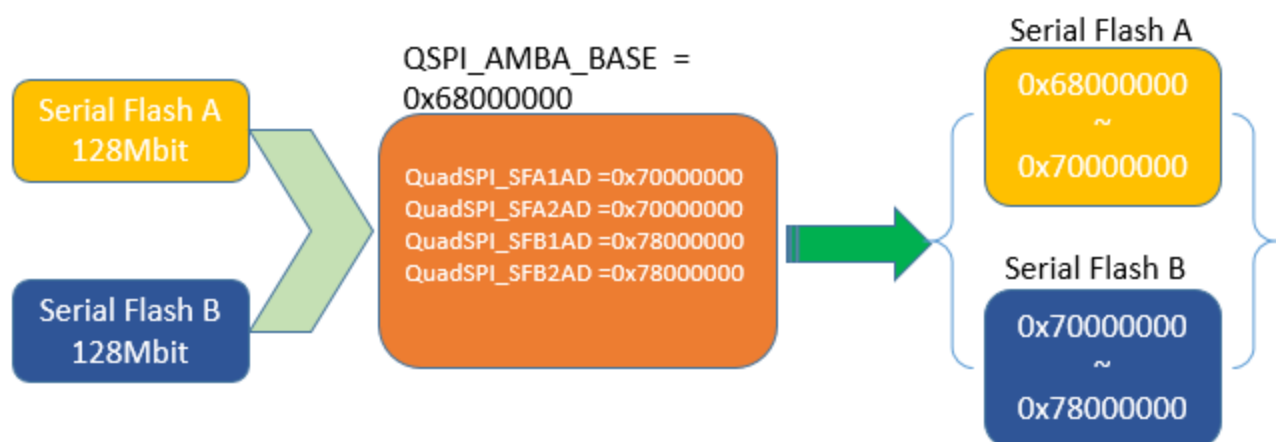 Serial Flash A
128Mbit
Serial Flash B
128Mbit
QSPI_AMBA_BASE =
0x68000000
QuadSPI_SFA1AD =0x70000000
QuadSPI_SFA2AD =0x70000000
QuadSPI_SFB1AD =0x78000000
QuadSPI_SFB2AD =0x78000000
Serial Flash A
0x68000000
~
0x70000000
Serial Flash B
0x70000000
~
0x78000000